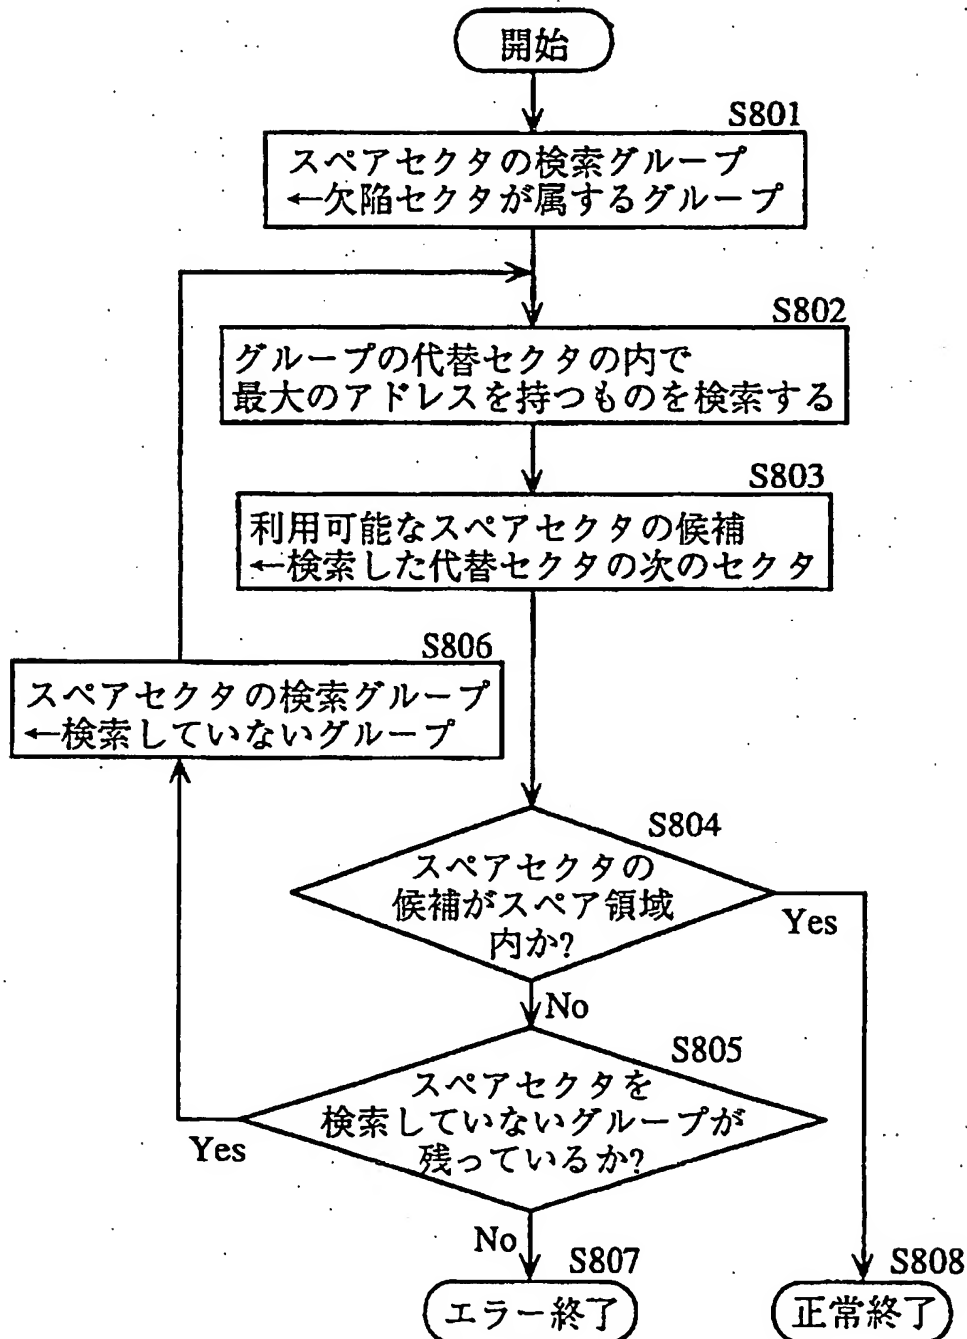 開始
S801
スペアセクタの検索グループ
←欠陥セクタが属するグループ
S802
グループの代替セクタの内で
最大のアドレスを持つものを検索する
S803
利用可能なスペアセクタの候補
←検索した代替セクタの次のセクタ
S806
スペアセクタの検索グループ
←検索していないグループ
S804
スペアセクタの
候補がスペア領域
内か?
Yes
No
S805
スペアセクタを
検索していないグループが
残っているか?
Yes
No
S807
エラー終了
S808
正常終了